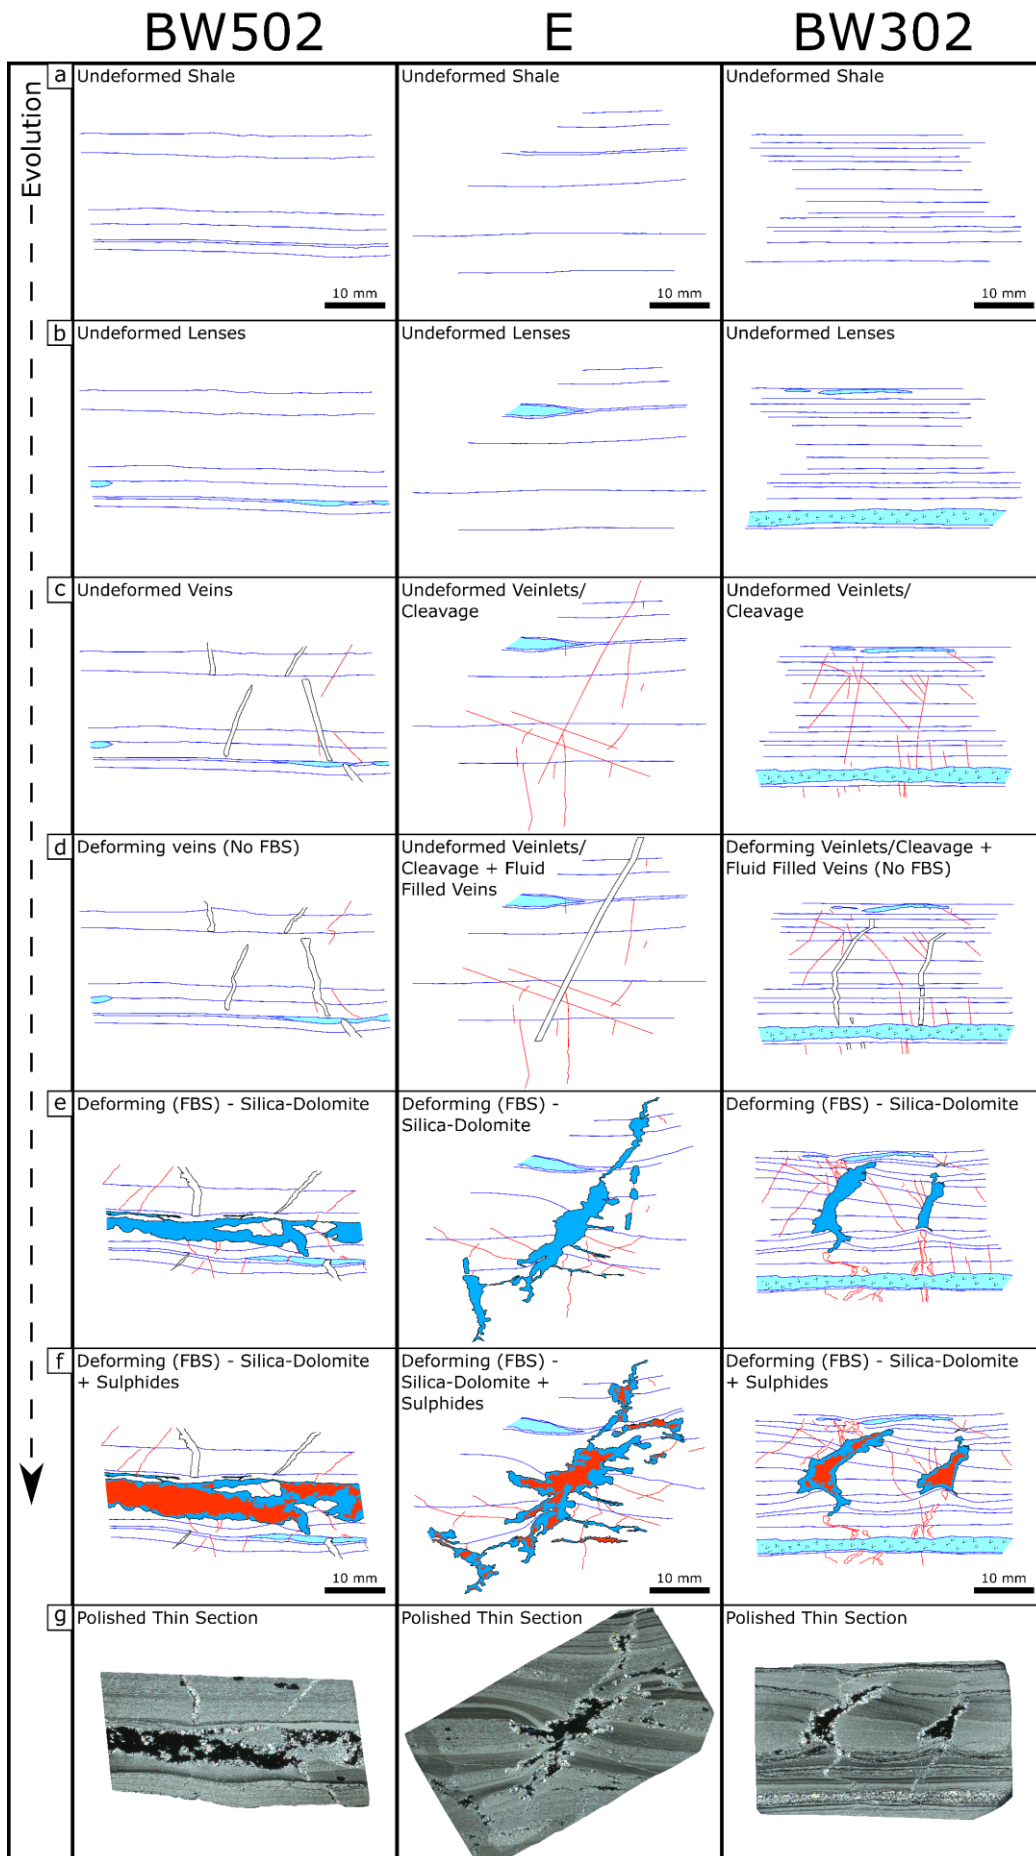 BW502 E BW302
Evolution
a Undeformed Shale
Undeformed Shale
Undeformed Shale
10 mm
10 mm
10 mm
b Undeformed Lenses
Undeformed Lenses
Undeformed Lenses
c Undeformed Veins
Undeformed Veinlets/
Cleavage
Undeformed Veinlets/
Cleavage
d Deforming veins (No FBS)
Undeformed Veinlets/
Cleavage + Fluid
Filled Veins
Deforming Veinlets/Cleavage +
Fluid Filled Veins (No FBS)
e Deforming (FBS) - Silica-Dolomite
Deforming (FBS) -
Silica-Dolomite
Deforming (FBS) - Silica-Dolomite
f Deforming (FBS) - Silica-Dolomite
+ Sulphides
Deforming (FBS) -
Silica-Dolomite +
Sulphides
Deforming (FBS) - Silica-Dolomite
+ Sulphides
10 mm
10 mm
10 mm
g Polished Thin Section
Polished Thin Section
Polished Thin Section